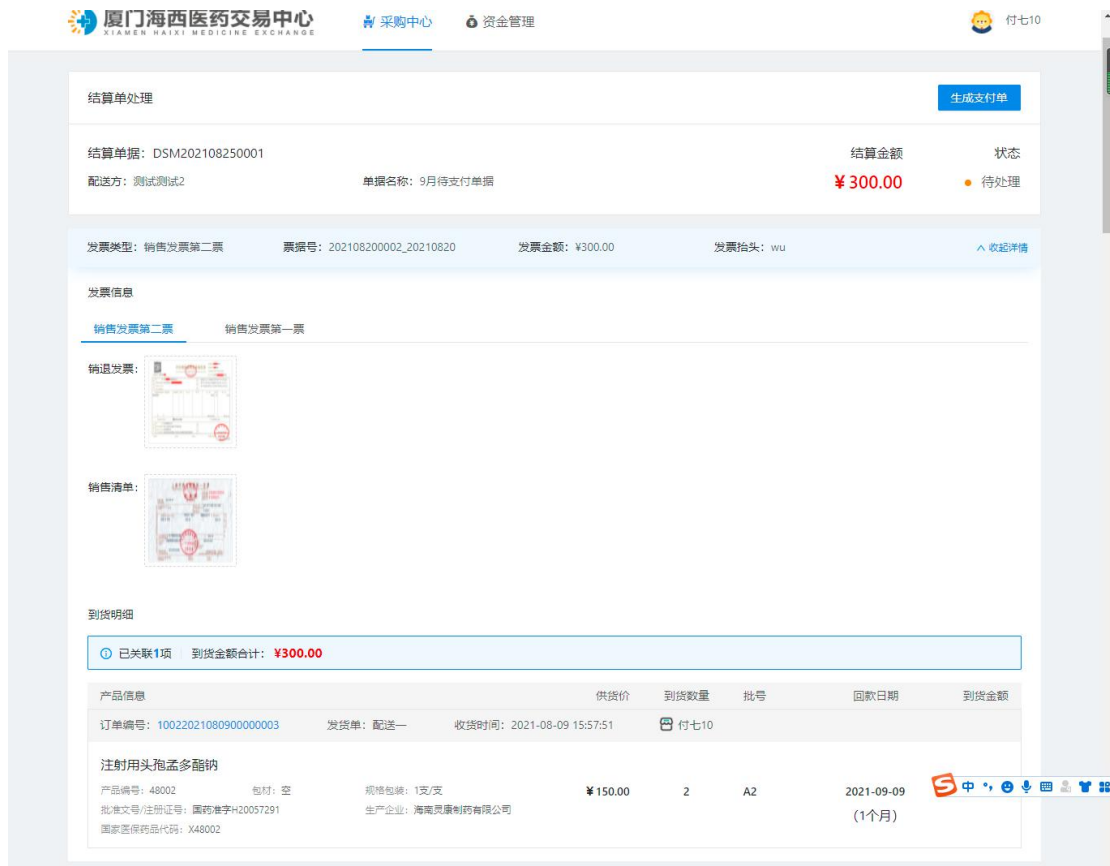 厦门海西医药交易中心
XIAMEN HAIXI MEDICINE EXCHANGE
采购中心 资金管理 付七10
结算单处理 生成支付单
结算单据：DSM202108250001 结算金额 状态
配送方：测试测试2 单据名称：9月待支付单据 ¥300.00 待处理
发票类型：销售发票第二票 票据号：202108200002_20210820 发票金额：¥300.00 发票抬头：wu 收起详情
发票信息
销售发票第二票 销售发票第一票
销退发票：
销售清单：
到货明细
已关联1项 到货金额合计：¥300.00
产品信息 供货价 到货数量 批号 回款日期 到货金额
订单编号：10022021080900000003 发货单：配送一 收货时间：2021-08-09 15:57:51 付七10
注射用头孢孟多酯钠
产品编号：48002 包材：空 规格包装：1支/支 ¥150.00 2 A2 2021-09-09
批准文号/注册证号：国药准字H20057291 生产企业：海南灵康制药有限公司 (1个月)
国家医保药品代码：X48002
中